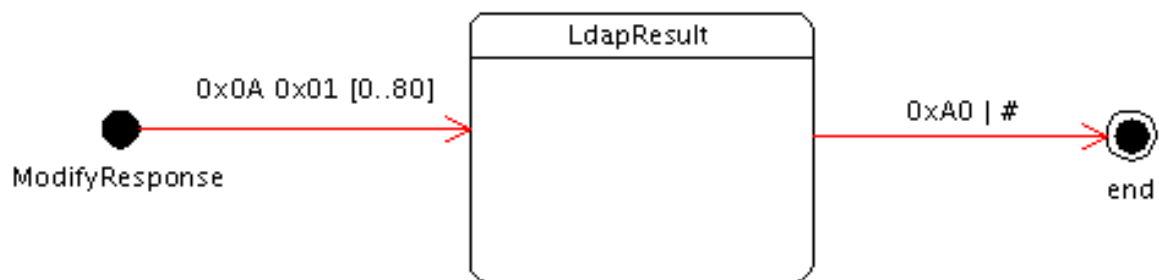 LdapResult
0x0A 0x01 [0..80]
0xA0 | #
ModifyResponse
end